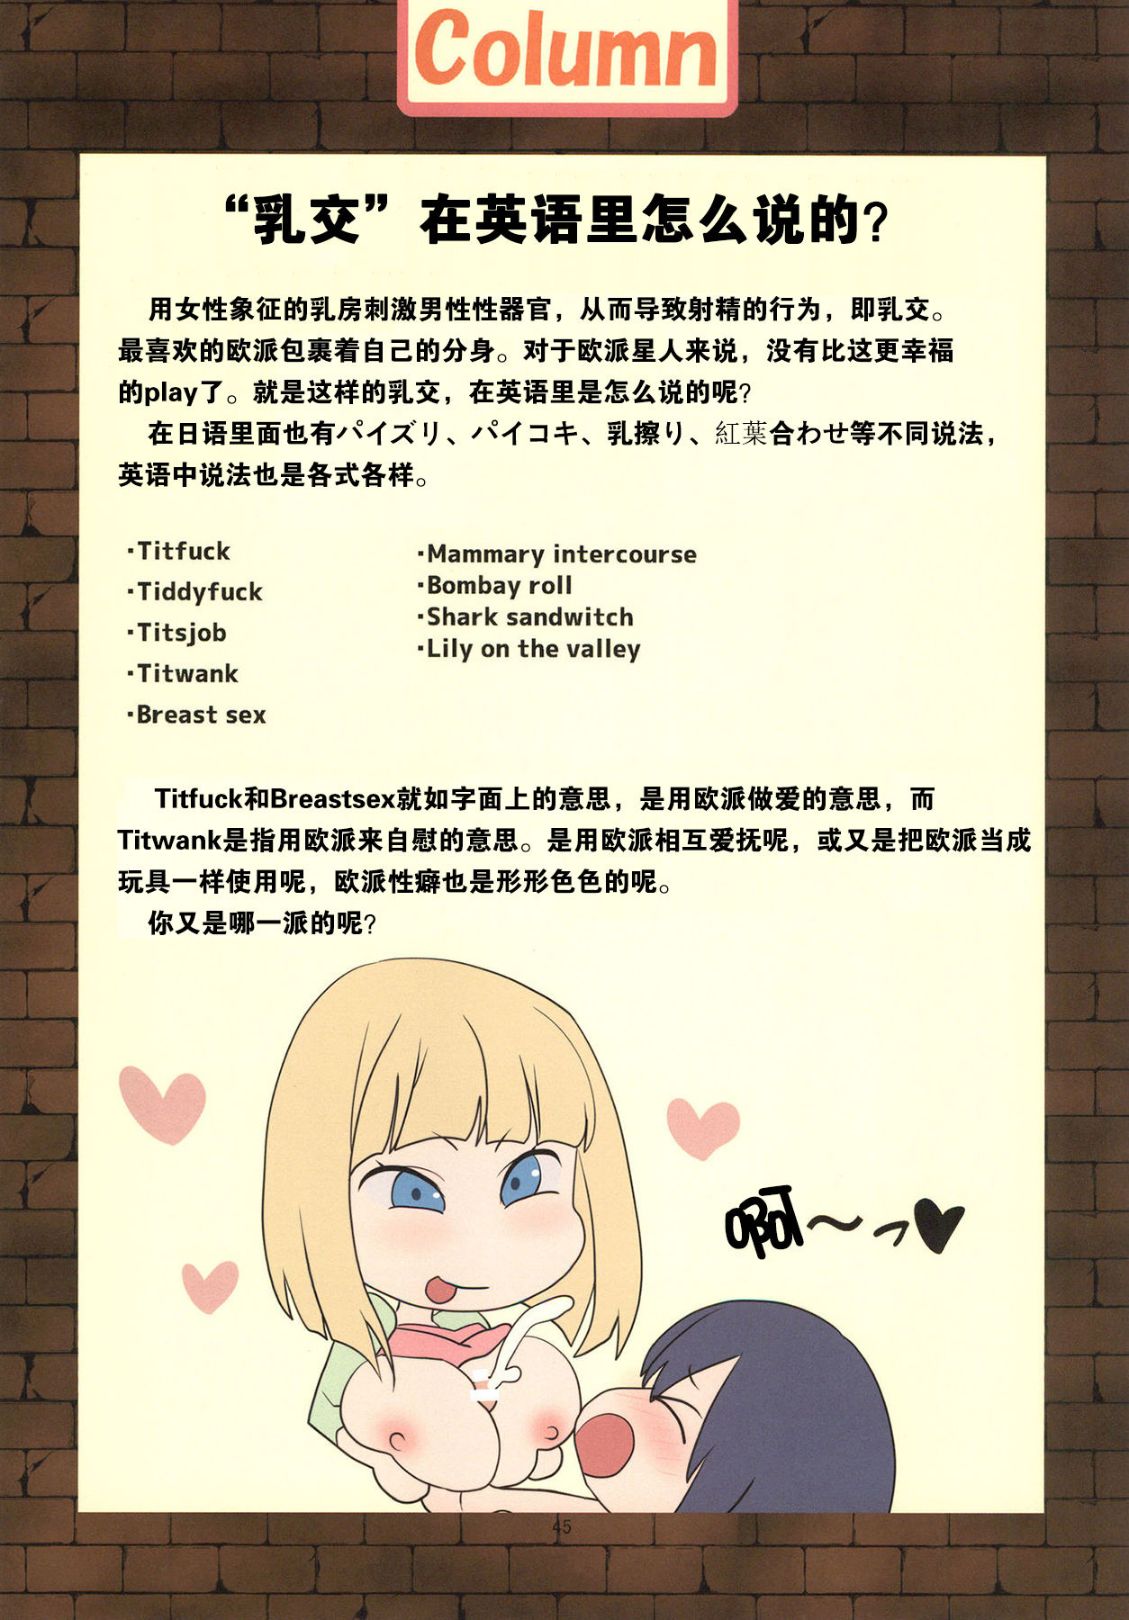 Column
“乳交”在英语里怎么说的?
用女性象征的乳房刺激男性性器官，从而导致射精的行为，即乳交。
最喜欢的欧派包裹着自己的分身。对于欧派星人来说，没有比这更幸福
的play了。就是这样的乳交，在英语里是怎么说的呢?
在日语里面也有パイズリ、パイコキ、乳擦り、紅葉合わせ等不同说法，
英语中说法也是各式各样。
·Titfuck
·Tiddyfuck
·Titsjob
·Titwank
·Breast sex
·Mammary intercourse
·Bombay roll
·Shark sandwitch
·Lily on the valley
Titfuck和Breastsex就如字面上的意思，是用欧派做爱的意思，而
Titwank是指用欧派来自慰的意思。是用欧派相互爱抚呢，或又是把欧派当成
玩具一样使用呢，欧派性癖也是形形色色的呢。
你又是哪一派的呢?
啊～っ♥
45